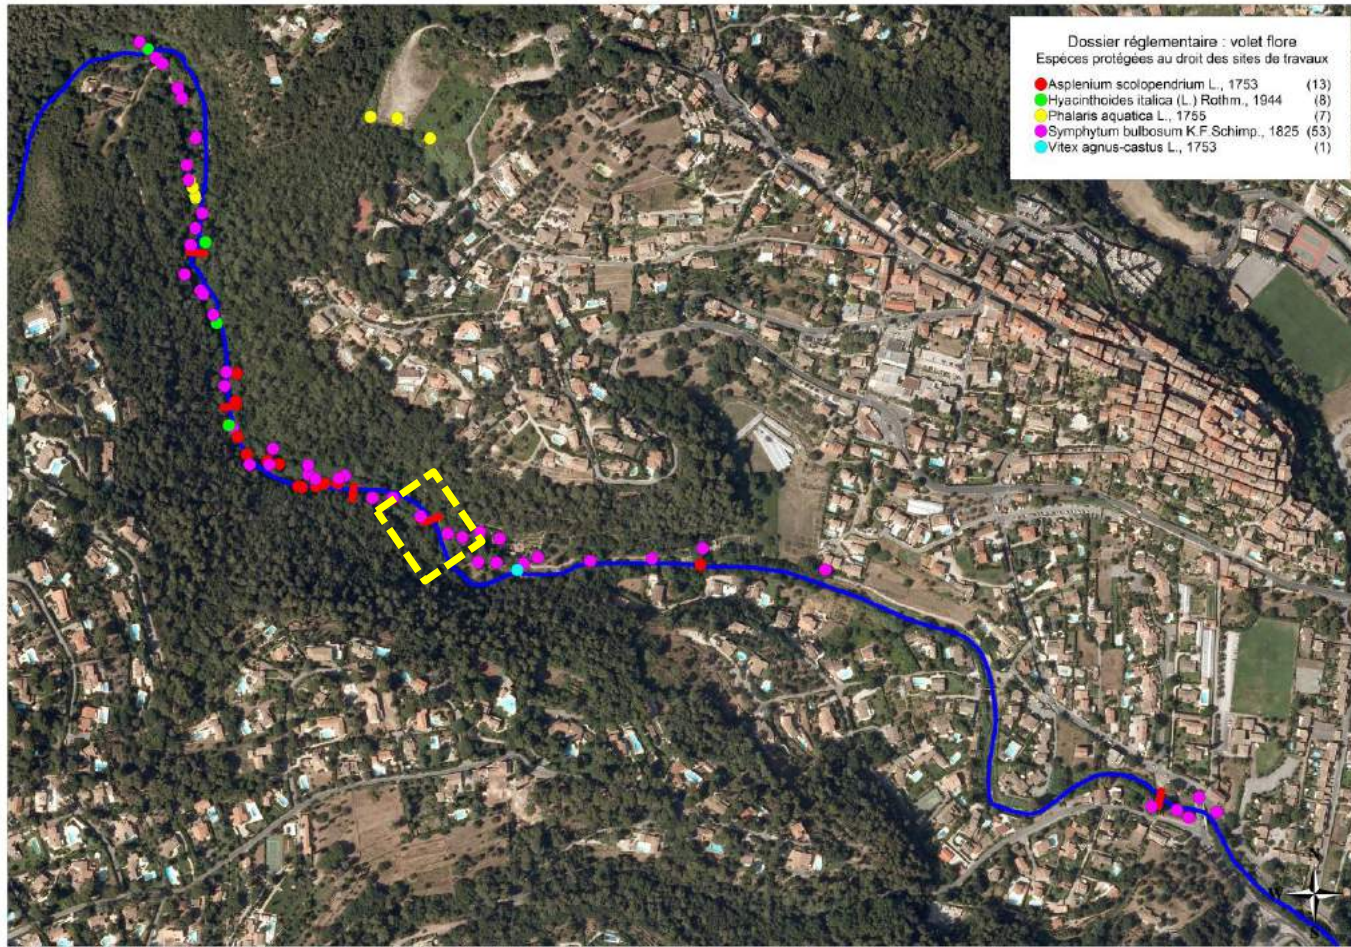 Dossier réglementaire : volet flore
Espèces protégées au droit des sites de travaux
Asplenium scolopendrium L., 1753 (13)
Hyacinthoides italica (L.) Rothm., 1944 (8)
Phalaris aquatica L., 1755 (7)
Symphytum bulbosum K.F.Schimp., 1825 (53)
Vitex agnus-castus L., 1753 (1)
N
W
S